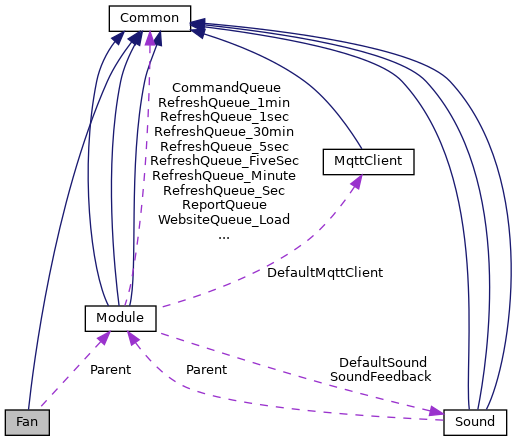 Common
CommandQueue
RefreshQueue_1min
RefreshQueue_1sec
RefreshQueue_30min
RefreshQueue_5sec
RefreshQueue_FiveSec
RefreshQueue_Minute
RefreshQueue_Sec
ReportQueue
WebsiteQueue_Load
...
MqttClient
DefaultMqttClient
Module
Parent
Parent
DefaultSound
SoundFeedback
Fan
Sound